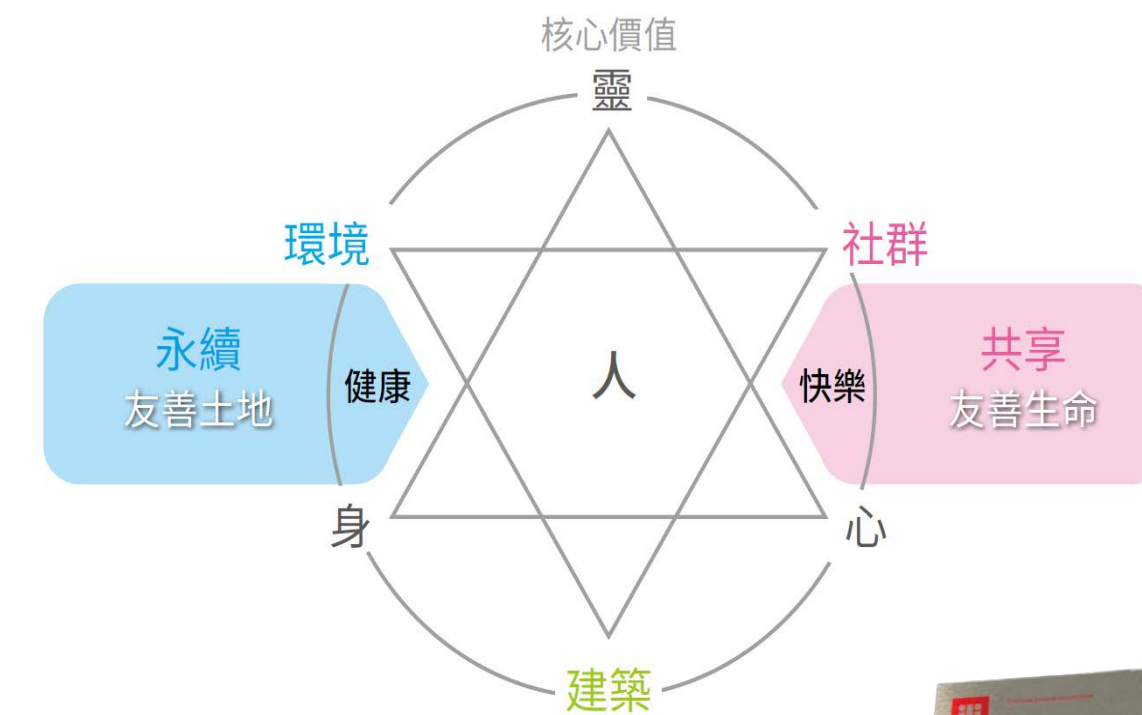 核心價值
靈
環境
社群
永續
友善土地
健康
人
快樂
共享
友善生命
身
心
建築